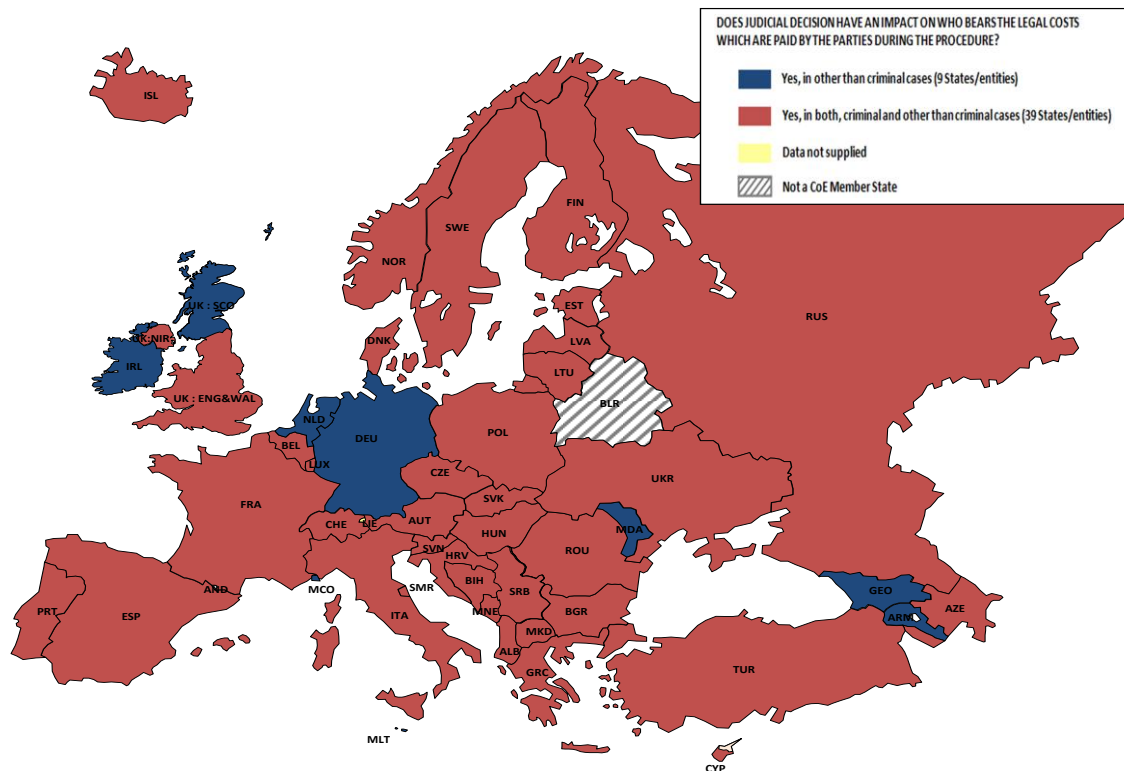 DOES JUDICIAL DECISION HAVE AN IMPACT ON WHO BEARS THE LEGAL COSTS
WHICH ARE PAID BY THE PARTIES DURING THE PROCEDURE?
Yes, in other than criminal cases (9 States/entities)
Yes, in both, criminal and other than criminal cases (39 States/entities)
Data not supplied
Not a CoE Member State
ISL
FIN
SWE
NOR
UK : SCO
EST
RUS
UK:NIR
DNK
LVA
IRL
LTU
UK : ENG&WAL
BLR
NLD
DEU
POL
BEL
LUX
CZE
UKR
FRA
SVK
CHE
LIE
AUT
MDA
HUN
ROU
SVN
HRV
AND
MCO
SMR
BIH
SRB
GEO
PRT
ESP
ITA
MNE
BGR
AZE
ARM
MKD
ALB
GRC
TUR
MLT
CYP